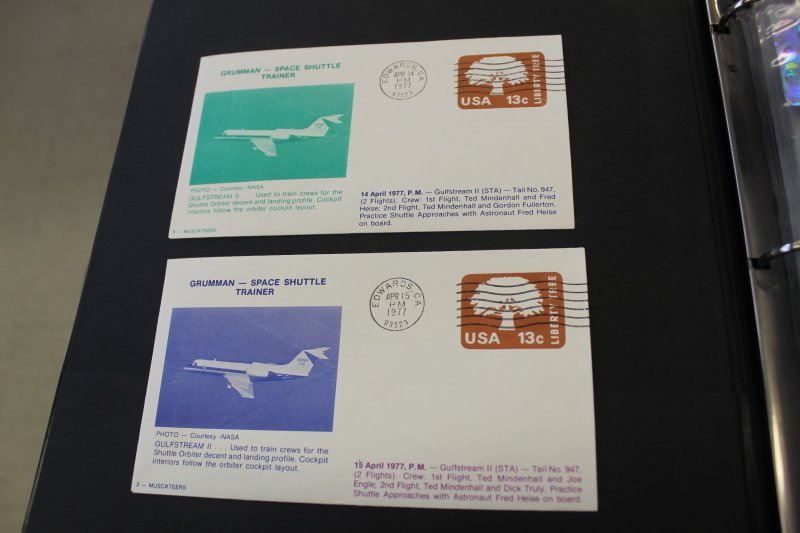 GRUMMAN — SPACE SHUTTLE
TRAINER
EDWARDS, CA
APR 14
PM
1977
93523
USA 13c
LIBERTY TREE
PHOTO — Courtesy -NASA
GULFSTREAM II . . . Used to train crews for the
Shuttle Orbiter decent and landing profile. Cockpit
interiors follow the orbiter cockpit layout.
3 — MUSCATEERS
14 April 1977, P.M. — Gulfstream II (STA) — Tail No. 947,
(2 Flights). Crew: 1st Flight, Ted Mindenhall and Fred
Heise; 2nd Flight, Ted Mindenhall and Gordon Fullerton.
Practice Shuttle Approaches with Astronaut Fred Heise
on board.
GRUMMAN — SPACE SHUTTLE
TRAINER
EDWARDS, CA
APR 15
PM
1977
93523
USA 13c
LIBERTY TREE
PHOTO — Courtesy -NASA
GULFSTREAM II . . . Used to train crews for the
Shuttle Orbiter decent and landing profile. Cockpit
interiors follow the orbiter cockpit layout.
3 — MUSCATEERS
15 April 1977, P.M. — Gulfstream II (STA) — Tail No. 947,
(2 Flights). Crew: 1st Flight, Ted Mindenhall and Joe
Engle; 2nd Flight, Ted Mindenhall and Dick Truly. Practice
Shuttle Approaches with Astronaut Fred Heise on board.